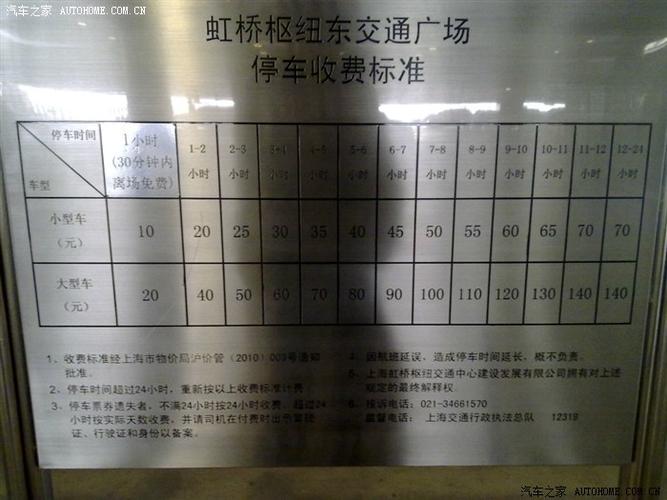 汽车之家 AUTOHOME.COM.CN
虹桥枢纽东交通广场
停车收费标准
停车时间 1小时 (30分钟内离场免费) 1-2小时 2-3小时 3-4小时 4-5小时 5-6小时 6-7小时 7-8小时 8-9小时 9-10小时 10-11小时 11-12小时 12-24小时
车型
小型车(元) 10 20 25 30 35 40 45 50 55 60 65 70 70
大型车(元) 20 40 50 60 70 80 90 100 110 120 130 140 140
1、收费标准经上海市物价局沪价管(2010)003号通知
批准。
2、停车时间超过24小时，重新按以上收费标准计费
3、停车票券遗失者，不满24小时按24小时收费，超过24
小时按实际天数收费，并请司机在付费时出示驾驶
证、行驶证和身份以备案。
4、因航班延误，造成停车时间延长，概不负责。
5、上海虹桥枢纽交通中心建设发展有限公司拥有对上述
规定的最终解释权。
6、投诉电话：021-34661570
监督电话：上海交通行政执法总队 12319
汽车之家 AUTOHOME.COM.CN